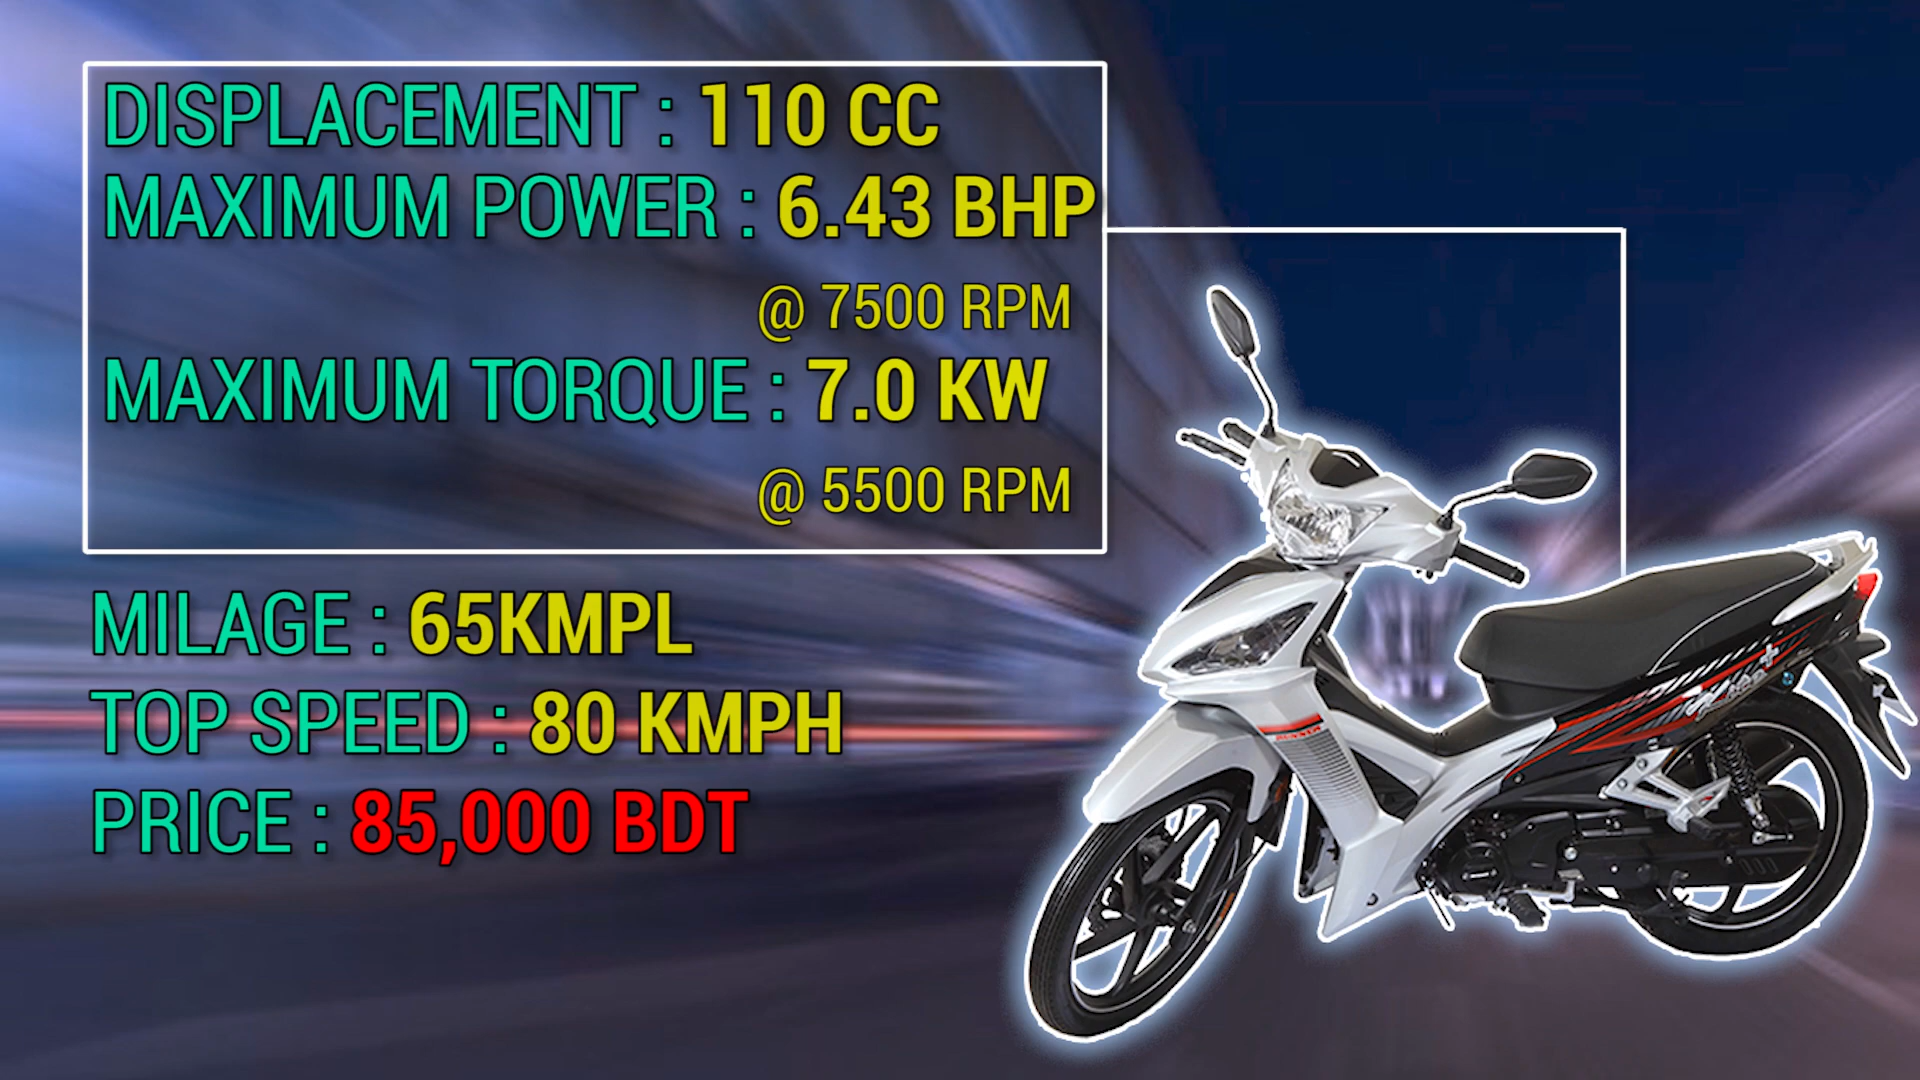 DISPLACEMENT : 110 CC
MAXIMUM POWER : 6.43 BHP
@ 7500 RPM
MAXIMUM TORQUE : 7.0 KW
@ 5500 RPM
MILAGE : 65KMPL
TOP SPEED : 80 KMPH
PRICE : 85,000 BDT
RUNNER